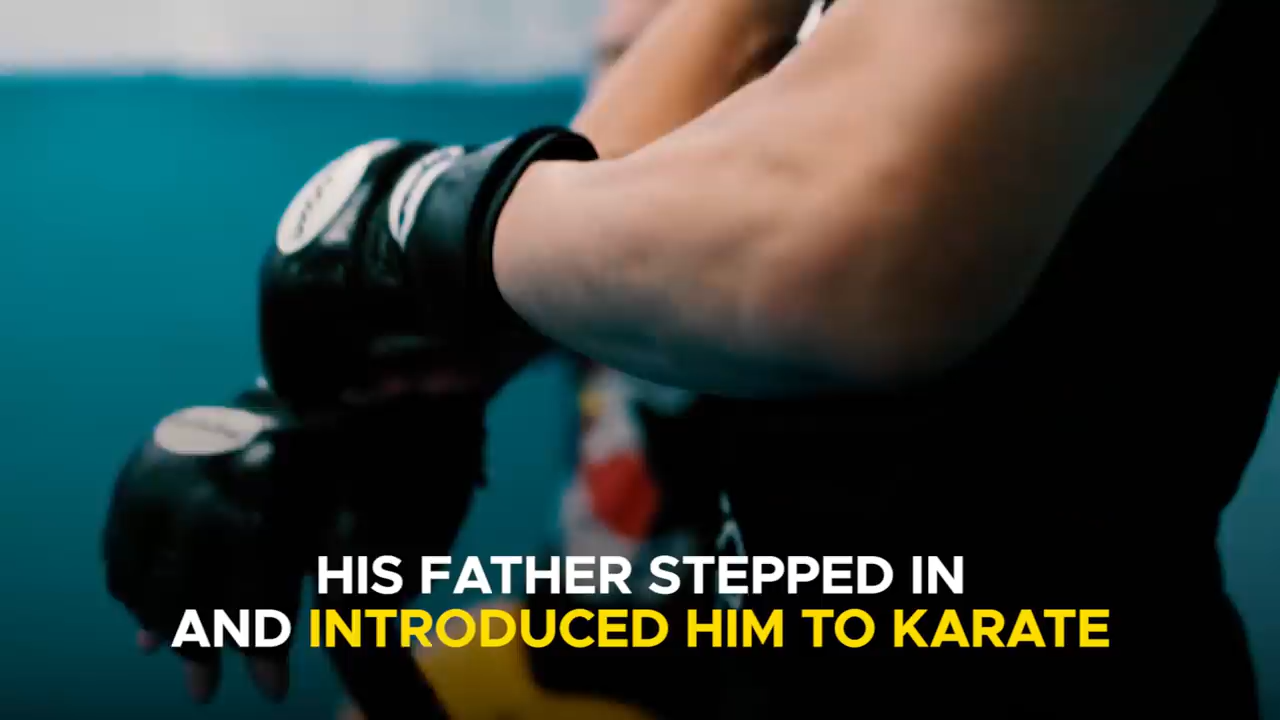 HIS FATHER STEPPED IN
AND INTRODUCED HIM TO KARATE